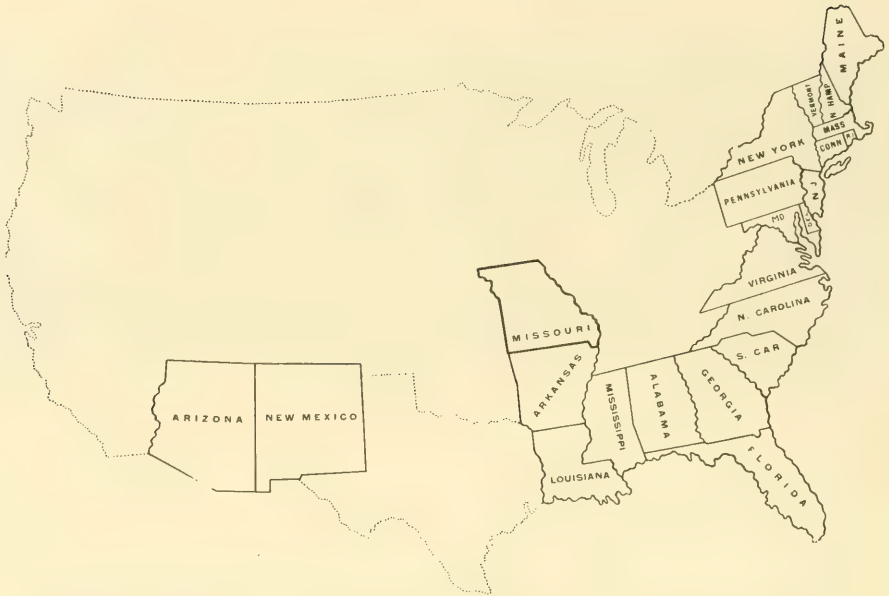 MAINE
VERMONT
N HAMP
MASS
CONN
R.I.
NEW YORK
PENNSYLVANIA
N J
MD
DEL
VIRGINIA
N. CAROLINA
S. CAR
MISSOURI
ARKANSAS
MISSISSIPPI
ALABAMA
GEORGIA
ARIZONA
NEW MEXICO
LOUISIANA
FLORIDA